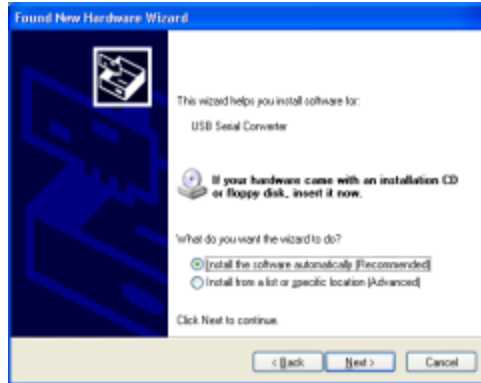 Found New Hardware Wizard
This wizard helps you install software for:
USB Serial Converter
If your hardware came with an installation CD
or floppy disk, insert it now.
What do you want the wizard to do?
Install the software automatically (Recommended)
Install from a list or specific location (Advanced)
Click Next to continue.
< Back
Next >
Cancel